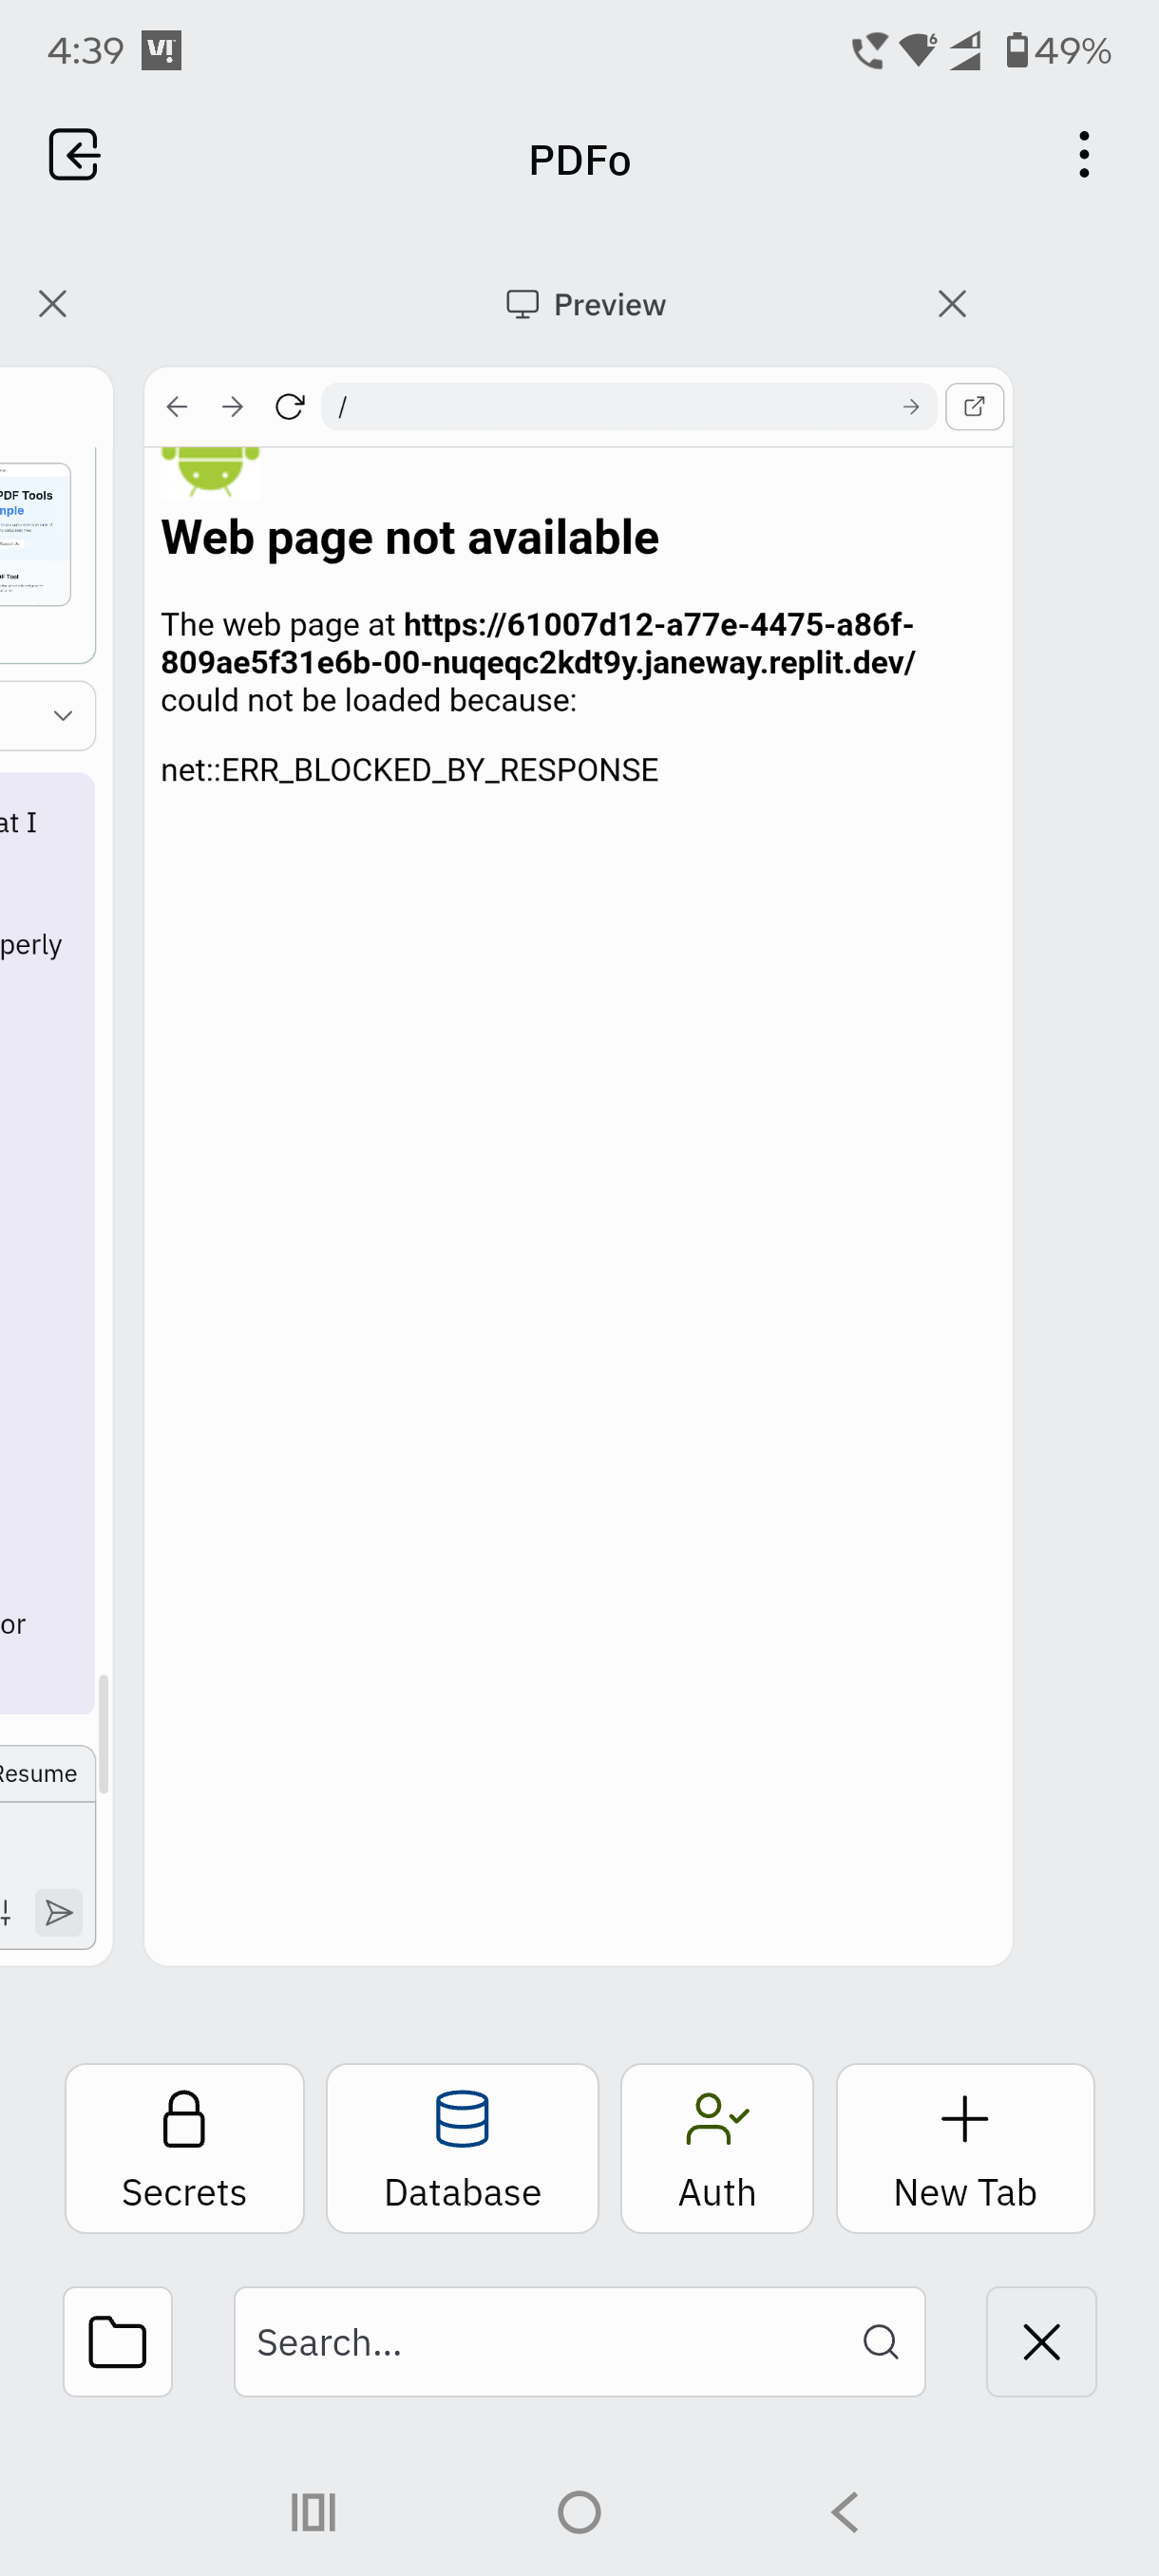 4:39
V!
6
49%
PDFo
Preview
/
PDF Tools
mple
Web page not available
The web page at https://61007d12-a77e-4475-a86f-
809ae5f31e6b-00-nuqeqc2kdt9y.janeway.replit.dev/
could not be loaded because:
net::ERR_BLOCKED_BY_RESPONSE
at I
perly
or
Resume
Secrets
Database
Auth
New Tab
Search...